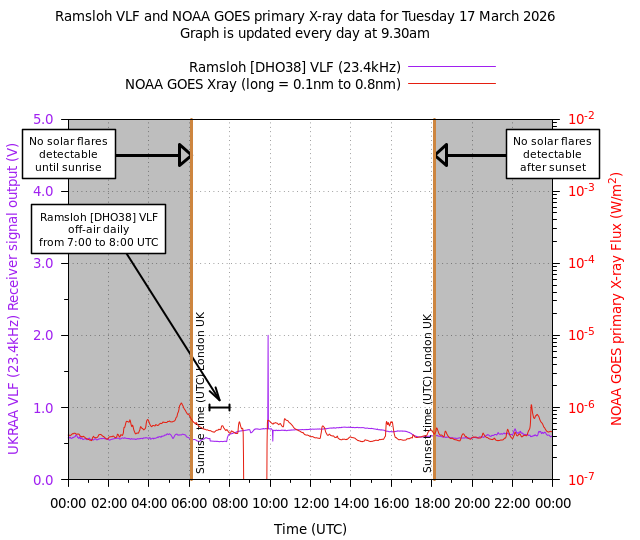 Ramsloh VLF and NOAA GOES primary X-ray data for Tuesday 17 March 2026
Graph is updated every day at 9.30am
Ramsloh [DHO38] VLF (23.4kHz)
NOAA GOES Xray (long = 0.1nm to 0.8nm)
5.0
4.0
3.0
2.0
1.0
0.0
UKRAA VLF (23.4kHz) Receiver signal output (V)
No solar flares
detectable
until sunrise
Ramsloh [DHO38] VLF
off-air daily
from 7:00 to 8:00 UTC
Sunrise time (UTC) London UK
Sunset time (UTC) London UK
No solar flares
detectable
after sunset
10-2
10-3
10-4
10-5
10-6
10-7
NOAA GOES primary X-ray Flux (W/m2)
00:00 02:00 04:00 06:00 08:00 10:00 12:00 14:00 16:00 18:00 20:00 22:00 00:00
Time (UTC)